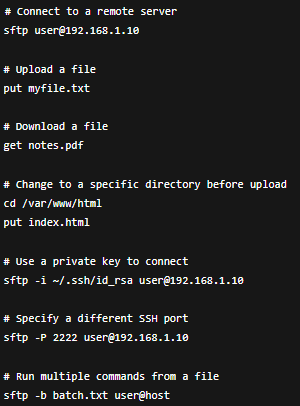 # Connect to a remote server
sftp user@192.168.1.10
# Upload a file
put myfile.txt
# Download a file
get notes.pdf
# Change to a specific directory before upload
cd /var/www/html
put index.html
# Use a private key to connect
sftp -i ~/.ssh/id_rsa user@192.168.1.10
# Specify a different SSH port
sftp -P 2222 user@192.168.1.10
# Run multiple commands from a file
sftp -b batch.txt user@host